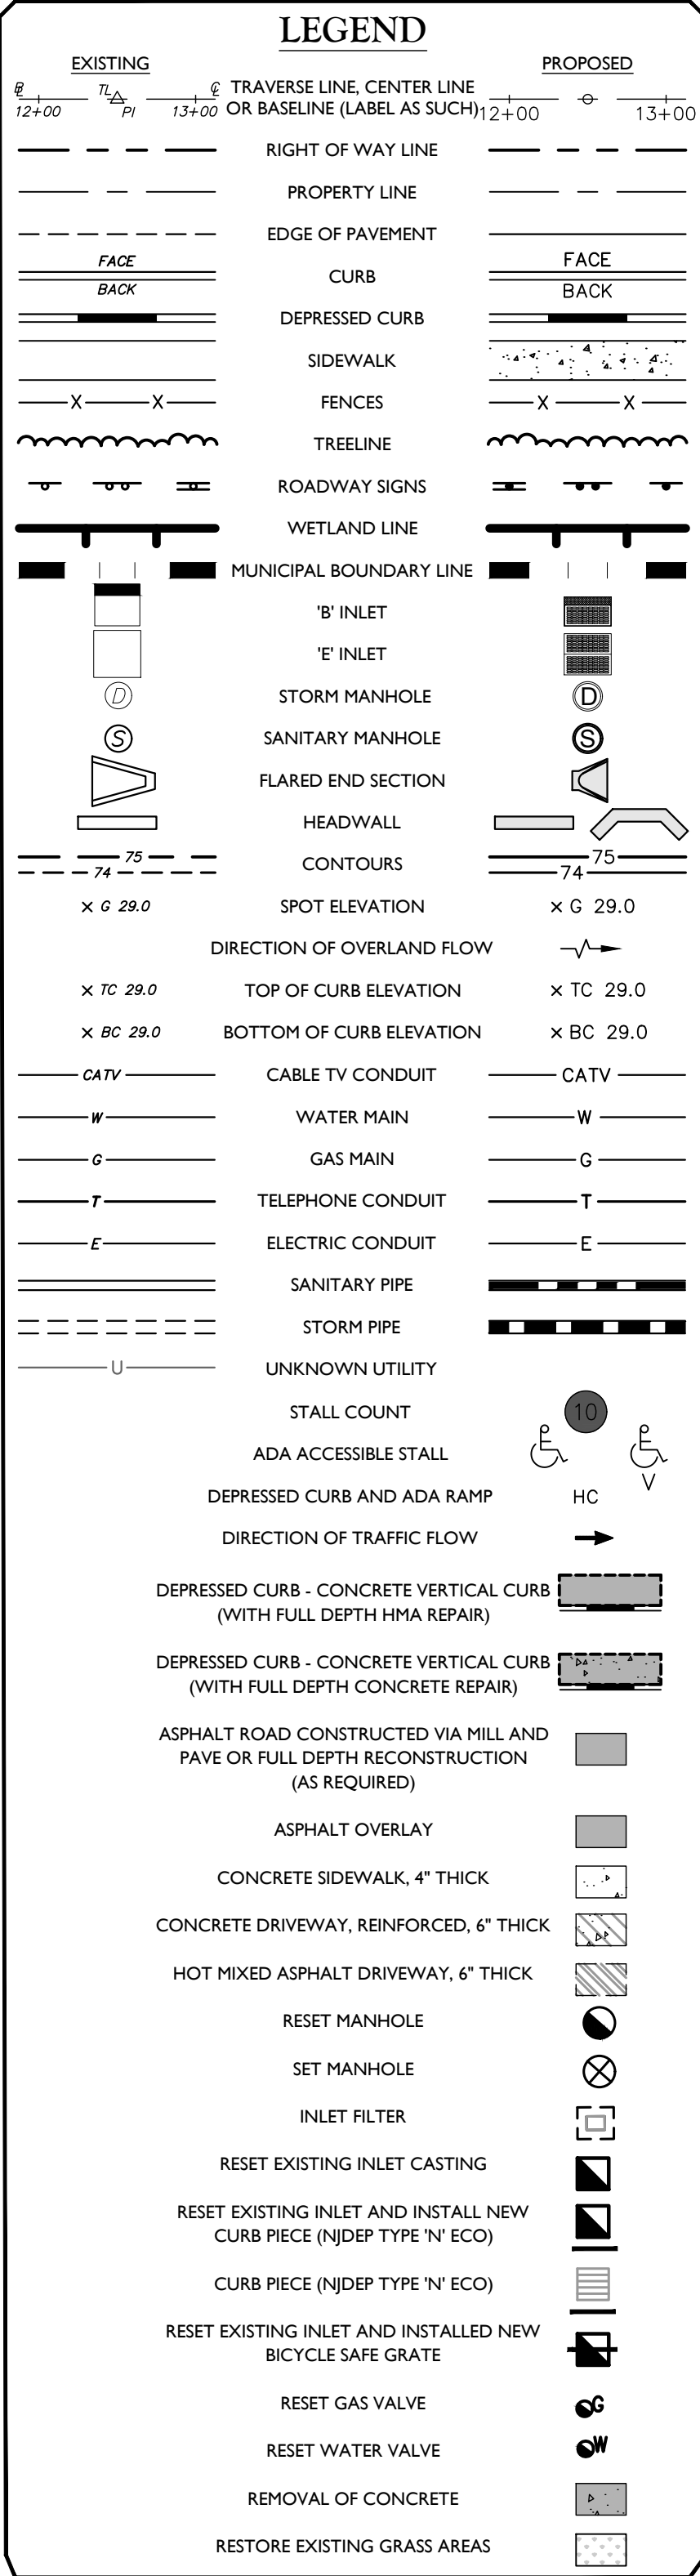 LEGEND
EXISTING PROPOSED
TRAVERSE LINE, CENTER LINE
TL
12+00 PI 13+00 OR BASELINE (LABEL AS SUCH) 12+00 13+00
RIGHT OF WAY LINE
PROPERTY LINE
EDGE OF PAVEMENT
FACE CURB FACE
BACK BACK
DEPRESSED CURB
SIDEWALK
X X FENCES X X
TREELINE
ROADWAY SIGNS
WETLAND LINE
MUNICIPAL BOUNDARY LINE
'B' INLET
'E' INLET
D STORM MANHOLE D
S SANITARY MANHOLE S
FLARED END SECTION
HEADWALL
75 CONTOURS 75
74 74
× G 29.0 SPOT ELEVATION × G 29.0
DIRECTION OF OVERLAND FLOW
× TC 29.0 TOP OF CURB ELEVATION × TC 29.0
× BC 29.0 BOTTOM OF CURB ELEVATION × BC 29.0
CATV CABLE TV CONDUIT CATV
W WATER MAIN W
G GAS MAIN G
T TELEPHONE CONDUIT T
E ELECTRIC CONDUIT E
SANITARY PIPE
STORM PIPE
U UNKNOWN UTILITY
STALL COUNT 10
ADA ACCESSIBLE STALL
V
DEPRESSED CURB AND ADA RAMP HC
DIRECTION OF TRAFFIC FLOW
DEPRESSED CURB - CONCRETE VERTICAL CURB
(WITH FULL DEPTH HMA REPAIR)
DEPRESSED CURB - CONCRETE VERTICAL CURB
(WITH FULL DEPTH CONCRETE REPAIR)
ASPHALT ROAD CONSTRUCTED VIA MILL AND
PAVE OR FULL DEPTH RECONSTRUCTION
(AS REQUIRED)
ASPHALT OVERLAY
CONCRETE SIDEWALK, 4" THICK
CONCRETE DRIVEWAY, REINFORCED, 6" THICK
HOT MIXED ASPHALT DRIVEWAY, 6" THICK
RESET MANHOLE
SET MANHOLE
INLET FILTER
RESET EXISTING INLET CASTING
RESET EXISTING INLET AND INSTALL NEW
CURB PIECE (NJDEP TYPE 'N' ECO)
CURB PIECE (NJDEP TYPE 'N' ECO)
RESET EXISTING INLET AND INSTALLED NEW
BICYCLE SAFE GRATE
RESET GAS VALVE G
RESET WATER VALVE W
REMOVAL OF CONCRETE
RESTORE EXISTING GRASS AREAS